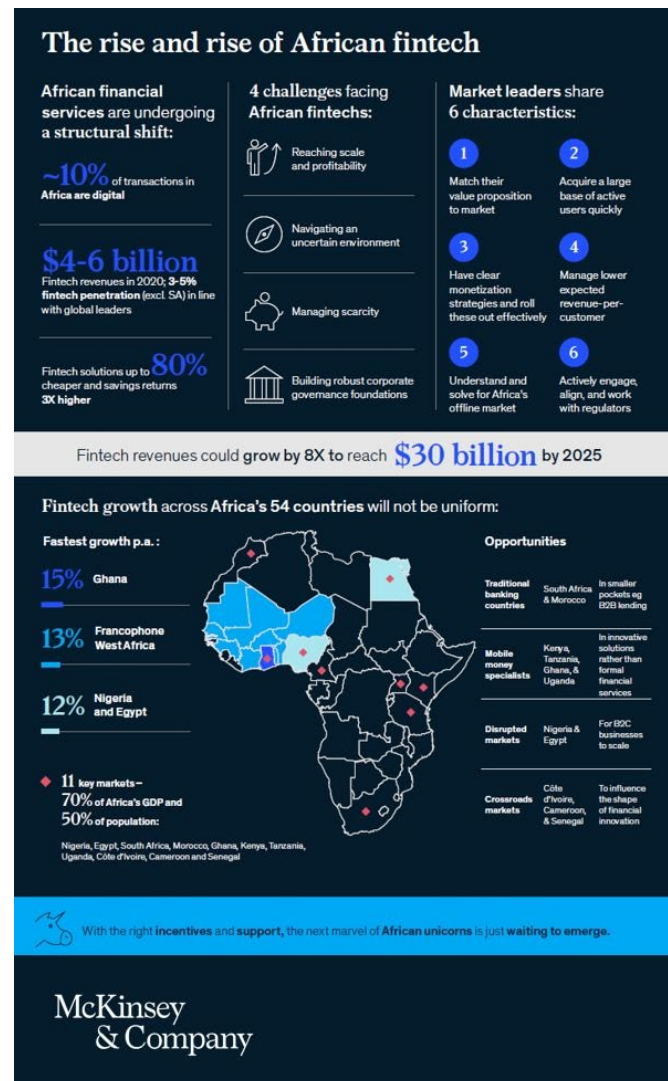 The rise and rise of African fintech
African financial
services are undergoing
a structural shift:
~10% of transactions in
Africa are digital
$4-6 billion
Fintech revenues in 2020; 3-5%
fintech penetration (excl. SA) in line
with global leaders
Fintech solutions up to 80%
cheaper and savings returns
3X higher
4 challenges facing
African fintechs:
Reaching scale
and profitability
Navigating an
uncertain environment
Managing scarcity
Building robust corporate
governance foundations
Market leaders share
6 characteristics:
1
Match their
value proposition
to market
2
Acquire a large
base of active
users quickly
3
Have clear
monetization
strategies and roll
these out effectively
4
Manage lower
expected
revenue-per-
customer
5
Understand and
solve for Africa's
offline market
6
Actively engage,
align, and work
with regulators
Fintech revenues could grow by 8X to reach $30 billion by 2025
Fintech growth across Africa's 54 countries will not be uniform:
Fastest growth p.a.:
15% Ghana
13% Francophone
West Africa
12% Nigeria
and Egypt
11 key markets–
70% of Africa's GDP and
50% of population:
Nigeria, Egypt, South Africa, Morocco, Ghana, Kenya, Tanzania,
Uganda, Côte d'Ivoire, Cameroon and Senegal
Opportunities
Traditional
banking
countries
South Africa
& Morocco
In smaller
pockets eg
B2B lending
Mobile
money
specialists
Kenya,
Tanzania,
Ghana, &
Uganda
In innovative
solutions
rather than
formal
financial
services
Disrupted
markets
Nigeria &
Egypt
For B2C
businesses
to scale
Crossroads
markets
Côte
d'Ivoire,
Cameroon,
& Senegal
To influence
the shape
of financial
innovation
With the right incentives and support, the next marvel of African unicorns is just waiting to emerge.
McKinsey
& Company